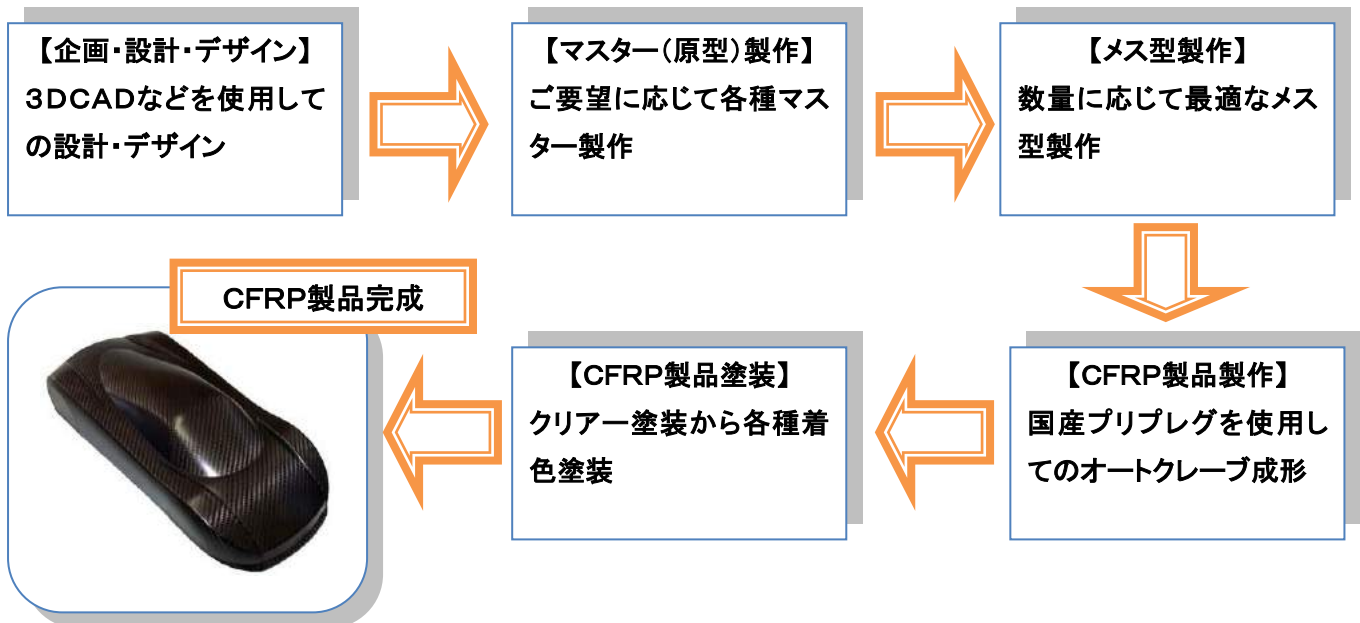 【企画・設計・デザイン】
3DCADなどを使用して
の設計・デザイン
【マスター(原型)製作】
ご要望に応じて各種マス
ター製作
【メス型製作】
数量に応じて最適なメス
型製作
【CFRP製品製作】
国産プリプレグを使用し
てのオートクレーブ成形
【CFRP製品塗装】
クリアー塗装から各種着
色塗装
CFRP製品完成